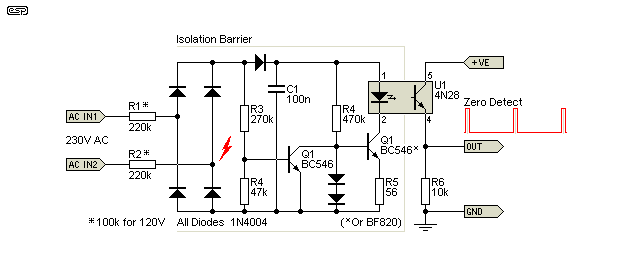 esp
Isolation Barrier
+VE
1
5
U1
4N28
C1
100n
R1*
220k
R3
270k
R4
470k
Zero Detect
AC IN1
2
4
230V AC
Q1
BC546
Q1
BC546*
OUT
R2*
AC IN2
220k
R4
47k
R5
56
R6
10k
GND
*100k for 120V
All Diodes 1N4004
(*Or BF820)